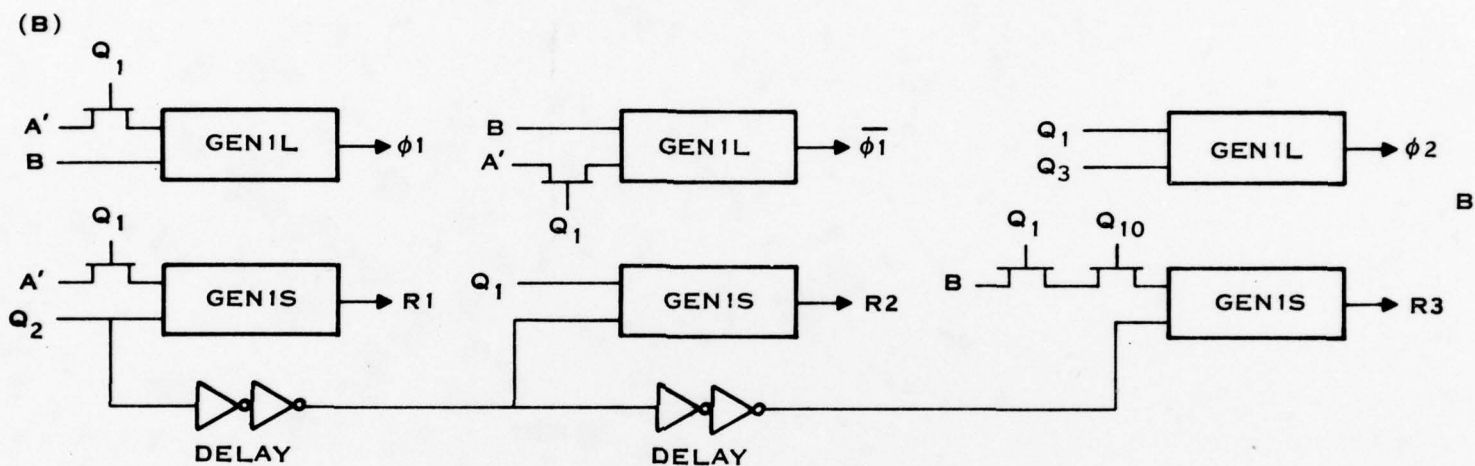 (B)
Q1
A'
B
GEN1L
φ1
B
A'
Q1
GEN1L
φ1
Q1
Q3
GEN1L
φ2
B
Q1
A'
Q2
GEN1S
R1
Q1
GEN1S
R2
Q1
Q10
B
GEN1S
R3
DELAY
DELAY